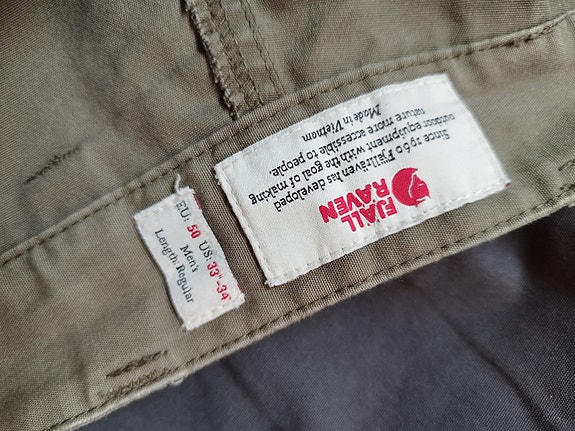 FJÄLL
RÄVEN
Since 1960 Fjällräven has developed
outdoor equipment with the goal of making
nature more accessible to people.
Made in Vietnam
EU: 50 US: 33"-34"
Men's
Length: Regular